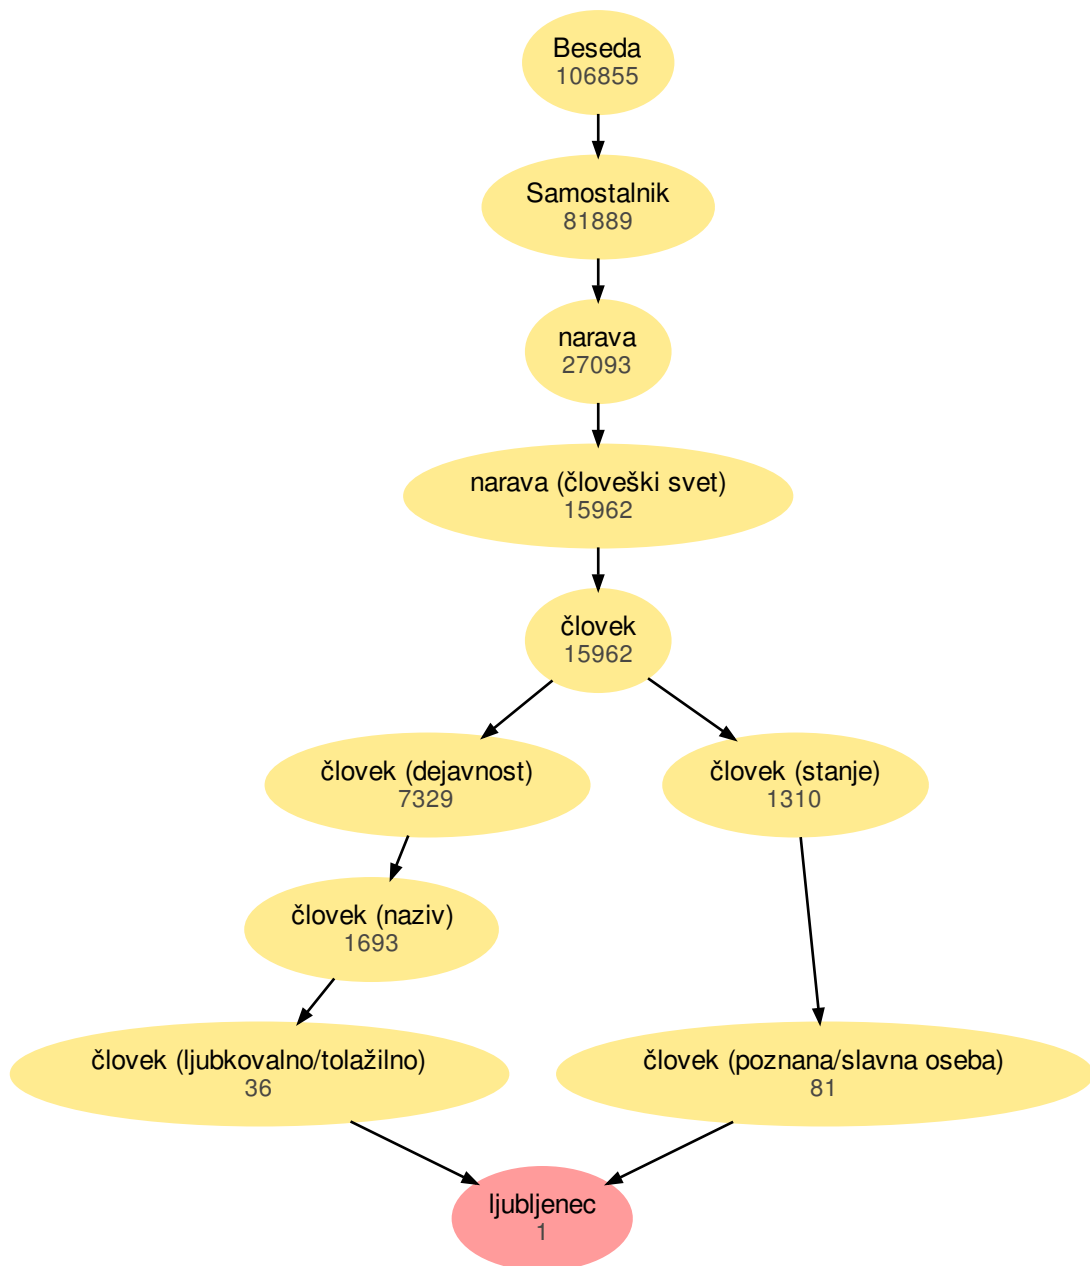 Beseda
106855
Samostalnik
81889
narava
27093
narava (človeški svet)
15962
človek
15962
človek (dejavnost)
7329
človek (stanje)
1310
človek (naziv)
1693
človek (ljubkovalno/tolažilno)
36
človek (poznana/slavna oseba)
81
ljubljenec
1